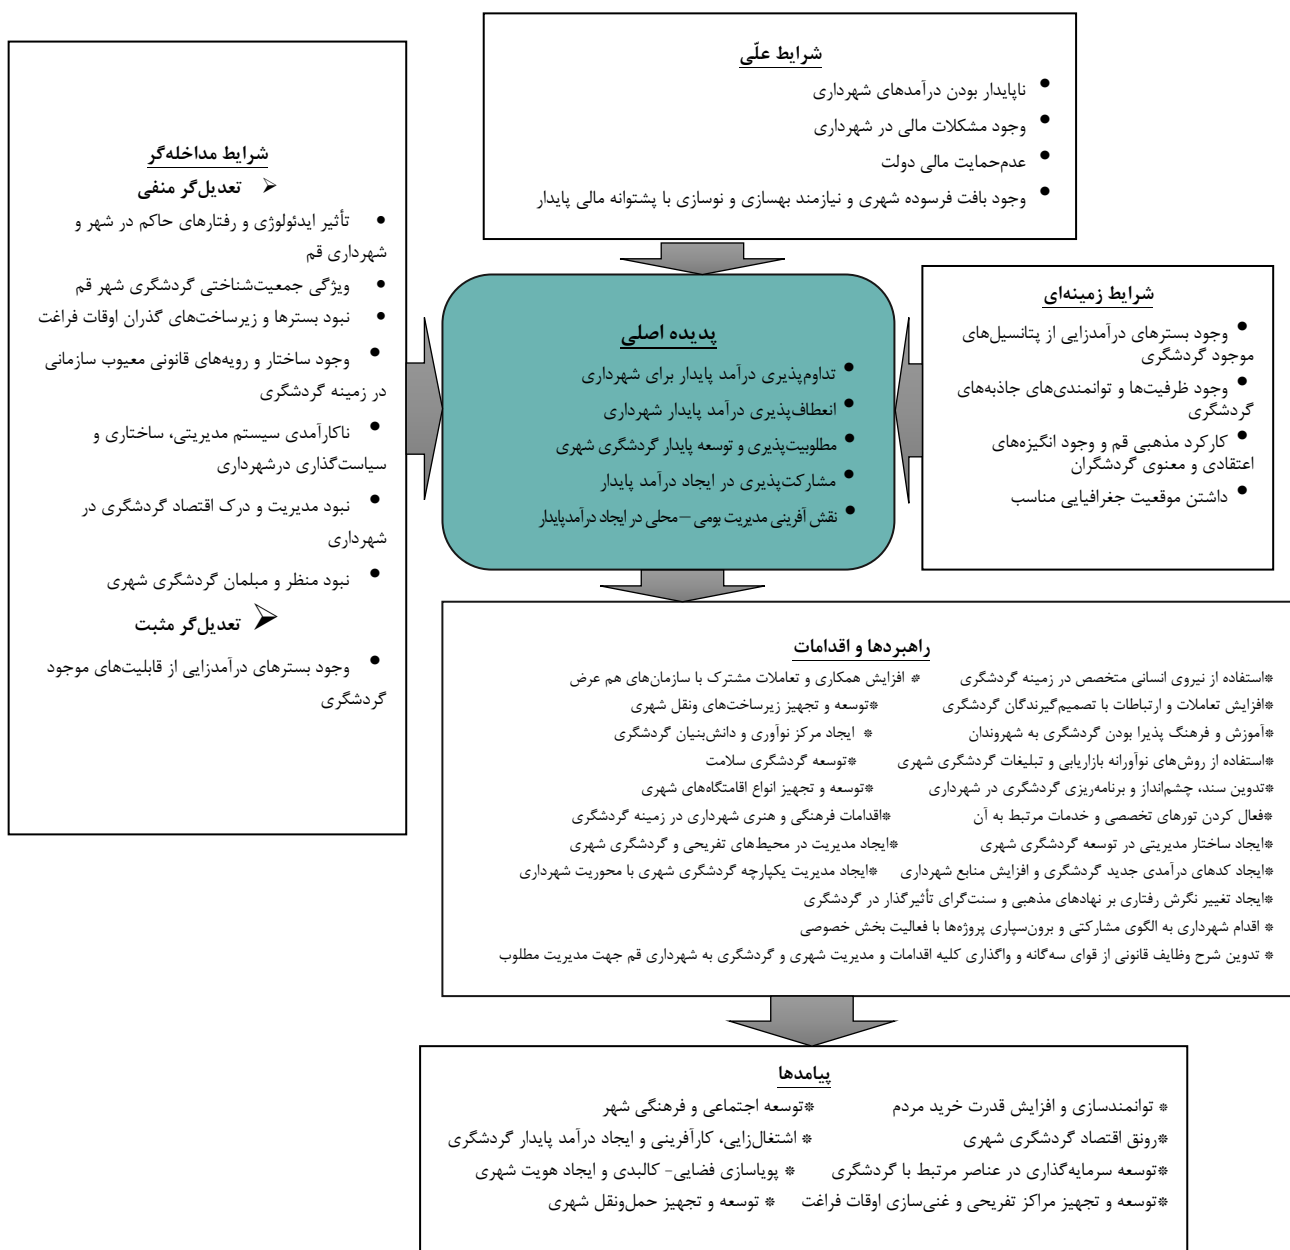 شرایط علّی
• ناپایدار بودن درآمدهای شهرداری
• وجود مشکلات مالی در شهرداری
• عدم‌حمایت مالی دولت
• وجود بافت فرسوده شهری و نیازمند بهسازی و نوسازی با پشتوانه مالی پایدار
شرایط زمینه‌ای
• وجود بسترهای درآمدزایی از پتانسیل‌های
موجود گردشگری
• وجود ظرفیت‌ها و توانمندی‌های جاذبه‌های
گردشگری
• کارکرد مذهبی قم و وجود انگیزه‌های
اعتقادی و معنوی گردشگران
• داشتن موقعیت جغرافیایی مناسب
پدیده اصلی
• تداوم‌پذیری درآمد پایدار برای شهرداری
• انعطاف‌پذیری درآمد پایدار شهرداری
• مطلوبیت‌پذیری و توسعه پایدار گردشگری شهری
• مشارکت‌پذیری در ایجاد درآمد پایدار
• نقش آفرینی مدیریت بومی –محلی در ایجاد درآمدپایدار
شرایط مداخله‌گر
➢ تعدیل‌گر منفی
• تأثیر ایدئولوژی و رفتارهای حاکم در شهر و
شهرداری قم
• ویژگی جمعیت‌شناختی گردشگری شهر قم
• نبود بسترها و زیرساخت‌های گذران اوقات فراغت
• وجود ساختار و رویه‌های قانونی معیوب سازمانی
در زمینه گردشگری
• ناکارآمدی سیستم مدیریتی، ساختاری و
سیاست‌گذاری درشهرداری
• نبود مدیریت و درک اقتصاد گردشگری در
شهرداری
• نبود منظر و مبلمان گردشگری شهری
➢ تعدیل‌گر مثبت
• وجود بسترهای درآمدزایی از قابلیت‌های موجود
گردشگری
راهبردها و اقدامات
*استفاده از نیروی انسانی متخصص در زمینه گردشگری * افزایش همکاری و تعاملات مشترک با سازمان‌های هم عرض
*افزایش تعاملات و ارتباطات با تصمیم‌گیرندگان گردشگری *توسعه و تجهیز زیرساخت‌های ونقل شهری
*آموزش و فرهنگ پذیرا بودن گردشگری به شهروندان * ایجاد مرکز نوآوری و دانش‌بنیان گردشگری
*استفاده از روش‌های نوآورانه بازاریابی و تبلیغات گردشگری شهری *توسعه گردشگری سلامت
*تدوین سند، چشم‌انداز و برنامه‌ریزی گردشگری در شهرداری *توسعه و تجهیز انواع اقامتگاه‌های شهری
*فعال کردن تورهای تخصصی و خدمات مرتبط به آن *اقدامات فرهنگی و هنری شهرداری در زمینه گردشگری
*ایجاد ساختار مدیریتی در توسعه گردشگری شهری *ایجاد مدیریت در محیط‌های تفریحی و گردشگری شهری
*ایجاد کدهای درآمدی جدید گردشگری و افزایش منابع شهرداری *ایجاد مدیریت یکپارچه گردشگری شهری با محوریت شهرداری
*ایجاد تغییر نگرش رفتاری بر نهادهای مذهبی و سنت‌گرای تأثیرگذار در گردشگری
* اقدام شهرداری به الگوی مشارکتی و برون‌سپاری پروژه‌ها با فعالیت بخش خصوصی
* تدوین شرح وظایف قانونی از قوای سه‌گانه و واگذاری کلیه اقدامات و مدیریت شهری و گردشگری به شهرداری قم جهت مدیریت مطلوب
پیامدها
* توانمندسازی و افزایش قدرت خرید مردم *توسعه اجتماعی و فرهنگی شهر
*رونق اقتصاد گردشگری شهری * اشتغال‌زایی، کارآفرینی و ایجاد درآمد پایدار گردشگری
*توسعه سرمایه‌گذاری در عناصر مرتبط با گردشگری * پویاسازی فضایی- کالبدی و ایجاد هویت شهری
*توسعه و تجهیز مراکز تفریحی و غنی‌سازی اوقات فراغت * توسعه و تجهیز حمل‌ونقل شهری